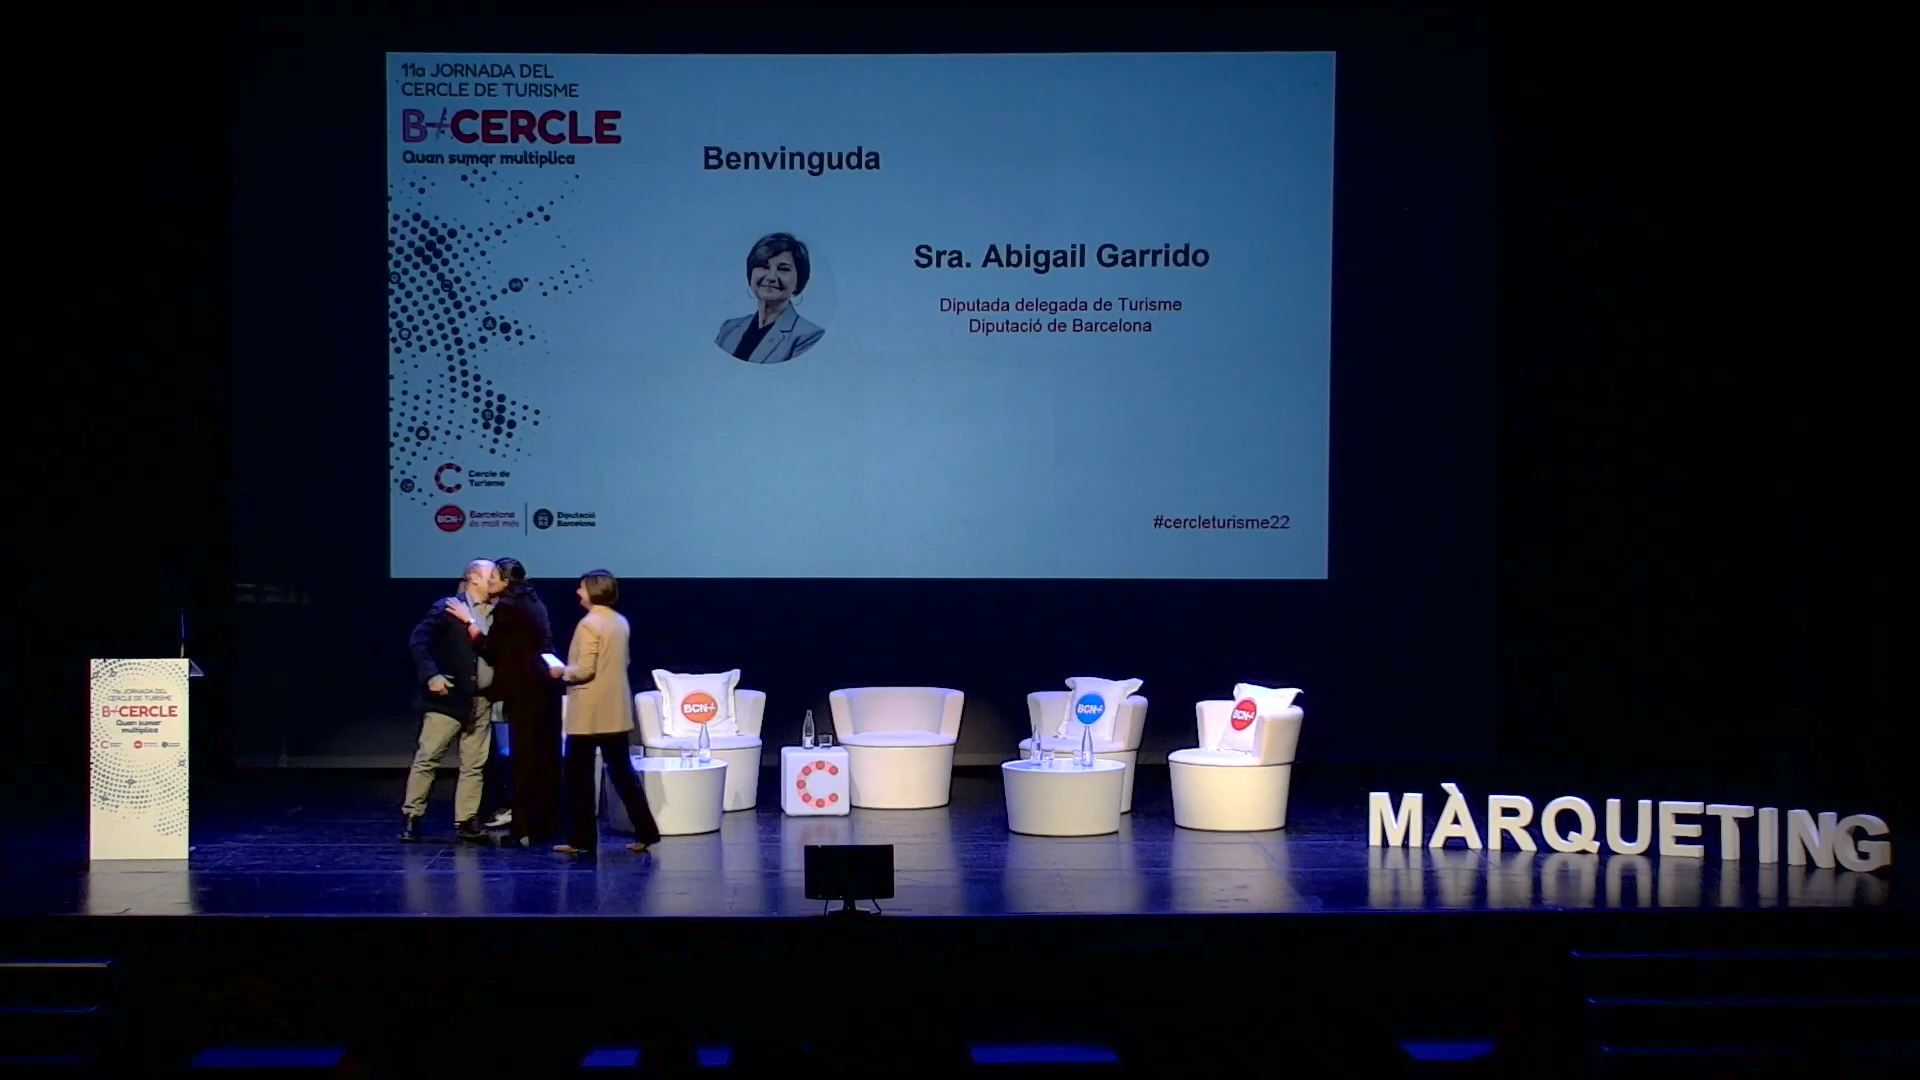 11a JORNADA DEL
CERCLE DE TURISME
B+CERCLE
Quan sumar multiplica
Benvinguda
Sra. Abigail Garrido
Diputada delegada de Turisme
Diputació de Barcelona
Cercle de
Turisme
BCN+
Barcelona
és molt més
Diputació
Barcelona
#cercleturisme22
11a JORNADA DEL
CERCLE DE TURISME
B+CERCLE
Quan sumar
multiplica
BCN+
C
BCN+
BCN+
MÀRQUETING